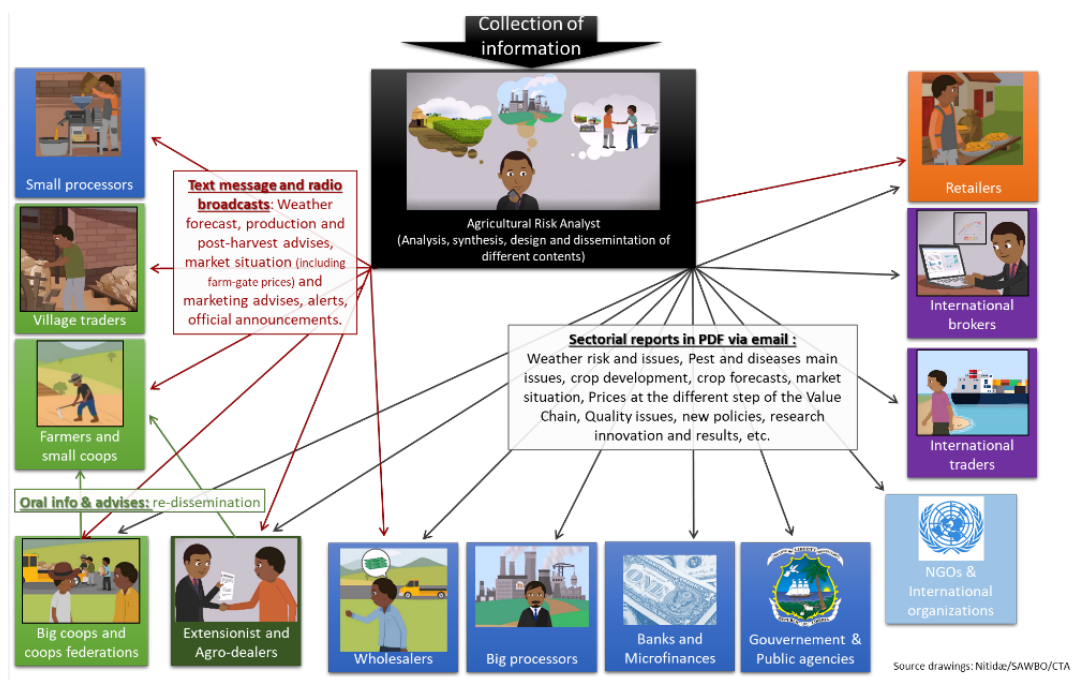 Collection of
information
Agricultural Risk Analyst
(Analysis, synthesis, design and dissemintation of
different contents)
Small processors
Text message and radio
broadcasts: Weather
forecast, production and
post-harvest advises,
market situation (including
farm-gate prices) and
marketing advises, alerts,
official announcements.
Retailers
Village traders
International
brokers
Sectorial reports in PDF via email :
Weather risk and issues, Pest and diseases main
issues, crop development, crop forecasts, market
situation, Prices at the different step of the Value
Chain, Quality issues, new policies, research
innovation and results, etc.
Farmers and
small coops
International
traders
Oral info & advises: re-dissemination
NGOs &
International
organizations
Big coops and
coops federations
Extensionist and
Agro-dealers
Wholesalers
Big processors
Banks and
Microfinances
Gouvernement &
Public agencies
Source drawings: Nitidæ/SAWBO/CTA